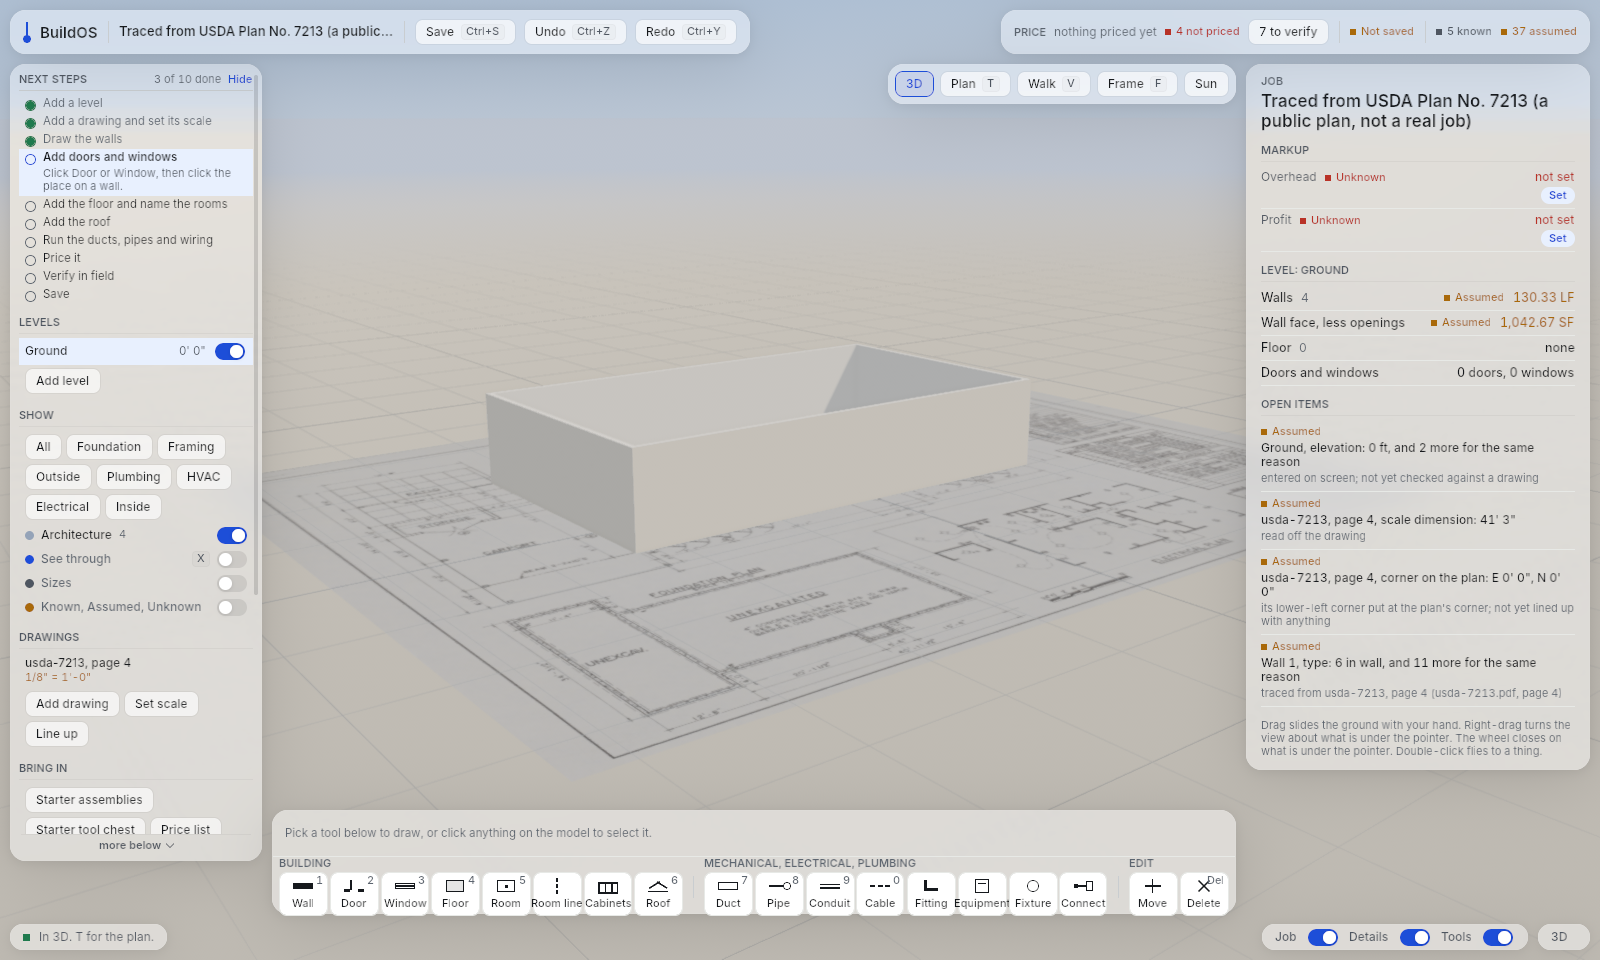 BuildOS
Traced from USDA Plan No. 7213 (a public...
Save Ctrl+S
Undo Ctrl+Z
Redo Ctrl+Y
PRICE nothing priced yet 4 not priced 7 to verify Not saved 5 known 37 assumed
3D
Plan T
Walk V
Frame F
Sun
NEXT STEPS 3 of 10 done Hide
Add a level
Add a drawing and set its scale
Draw the walls
Add doors and windows
Click Door or Window, then click the
place on a wall.
Add the floor and name the rooms
Add the roof
Run the ducts, pipes and wiring
Price it
Verify in field
Save
LEVELS
Ground 0' 0"
Add level
SHOW
All Foundation Framing
Outside Plumbing HVAC
Electrical Inside
Architecture 4
See through X
Sizes
Known, Assumed, Unknown
DRAWINGS
usda-7213, page 4
1/8" = 1'-0"
Add drawing Set scale
Line up
BRING IN
Starter assemblies
Starter tool chest Price list
more below
JOB
Traced from USDA Plan No. 7213 (a
public plan, not a real job)
MARKUP
Overhead Unknown not set
Set
Profit Unknown not set
Set
LEVEL: GROUND
Walls 4 Assumed 130.33 LF
Wall face, less openings Assumed 1,042.67 SF
Floor 0 none
Doors and windows 0 doors, 0 windows
OPEN ITEMS
Assumed
Ground, elevation: 0 ft, and 2 more for the same
reason
entered on screen; not yet checked against a drawing
Assumed
usda-7213, page 4, scale dimension: 41' 3"
read off the drawing
Assumed
usda-7213, page 4, corner on the plan: E 0' 0", N 0'
0"
its lower-left corner put at the plan's corner; not yet lined up
with anything
Assumed
Wall 1, type: 6 in wall, and 11 more for the same
reason
traced from usda-7213, page 4 (usda-7213.pdf, page 4)
Drag slides the ground with your hand. Right-drag turns the
view about what is under the pointer. The wheel closes on
what is under the pointer. Double-click flies to a thing.
FOUNDATION PLAN
UNEXCAVATED
UNEXCAV.
Pick a tool below to draw, or click anything on the model to select it.
BUILDING
1 Wall
2 Door
3 Window
4 Floor
5 Room
Room line
Cabinets
6 Roof
MECHANICAL, ELECTRICAL, PLUMBING
7 Duct
8 Pipe
9 Conduit
0 Cable
Fitting
Equipment
Fixture
Connect
EDIT
Move
Del Delete
In 3D. T for the plan.
Job Details Tools 3D